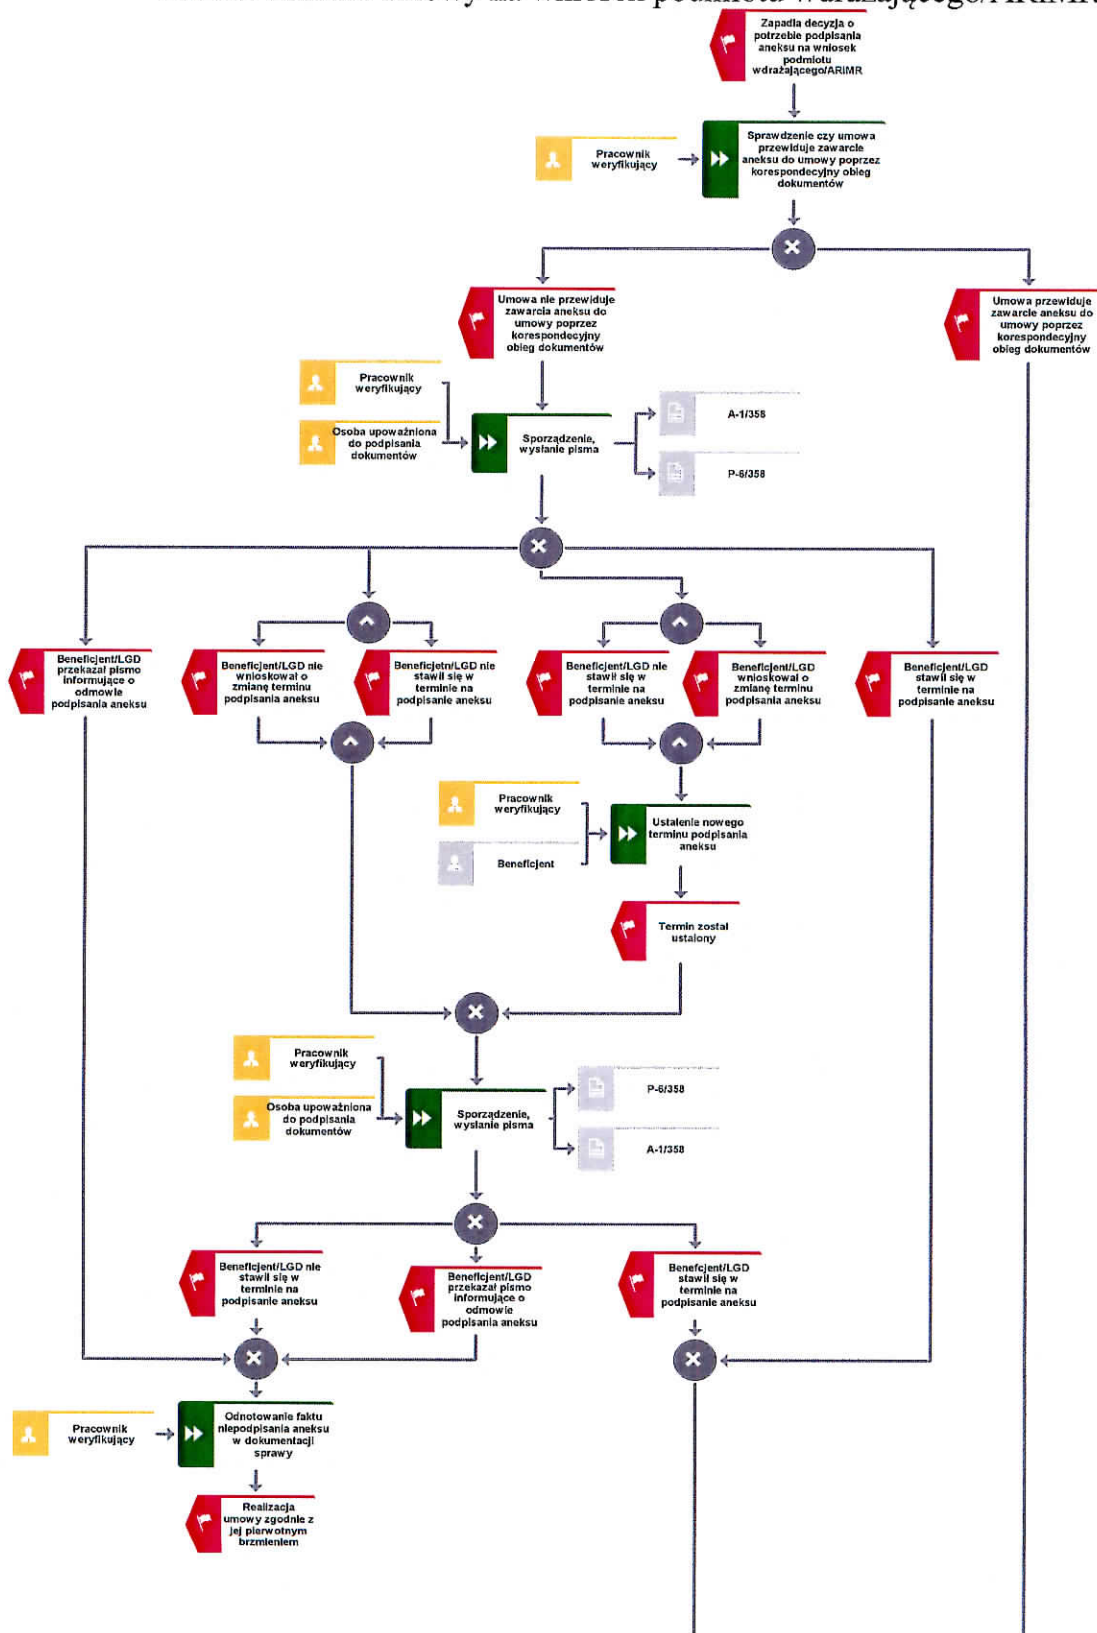 umowy na wniosek podmiotu wdrażającego/ARiMR
Zapadła decyzja o
potrzebie podpisania
aneksu na wniosek
podmiotu
wdrażającego/ARiMR
Pracownik
weryfikujący
Sprawdzenie czy umowa
przewiduje zawarcie
aneksu do umowy poprzez
korespondecyjny obieg
dokumentów
Umowa nie przewiduje
zawarcia aneksu do
umowy poprzez
korespondecyjny
obieg dokumentów
Umowa przewiduje
zawarcie aneksu do
umowy poprzez
korespondecyjny
obieg dokumentów
Pracownik
weryfikujący
Osoba upoważniona
do podpisania
dokumentów
Sporządzenie,
wysłanie pisma
A-1/358
P-6/358
Beneficjent/LGD
przekazał pismo
informujące o
odmowie
podpisania aneksu
Beneficjent/LGD nie
wnioskował o
zmianę terminu
podpisania aneksu
Beneficjetn/LGD nie
stawił się w
terminie na
podpisanie aneksu
Beneficjent/LGD nie
stawił się w
terminie na
podpisanie aneksu
Beneficjent/LGD
wnioskował o
zmianę terminu
podpisania aneksu
Beneficjent/LGD
stawił się w
terminie na
podpisanie aneksu
Pracownik
weryfikujący
Beneficjent
Ustalenie nowego
terminu podpisania
aneksu
Termin został
ustalony
Pracownik
weryfikujący
Osoba upoważniona
do podpisania
dokumentów
Sporządzenie,
wysłanie pisma
P-6/358
A-1/358
Beneficjent/LGD nie
stawił się w
terminie na
podpisanie aneksu
Beneficjent/LGD
przekazał pismo
informujące o
odmowie
podpisania aneksu
Beneficjent/LGD
stawił się w
terminie na
podpisanie aneksu
Pracownik
weryfikujący
Odnotowanie faktu
niepodpisania aneksu
w dokumentacji
sprawy
Realizacja
umowy zgodnie z
jej pierwotnym
brzmieniem